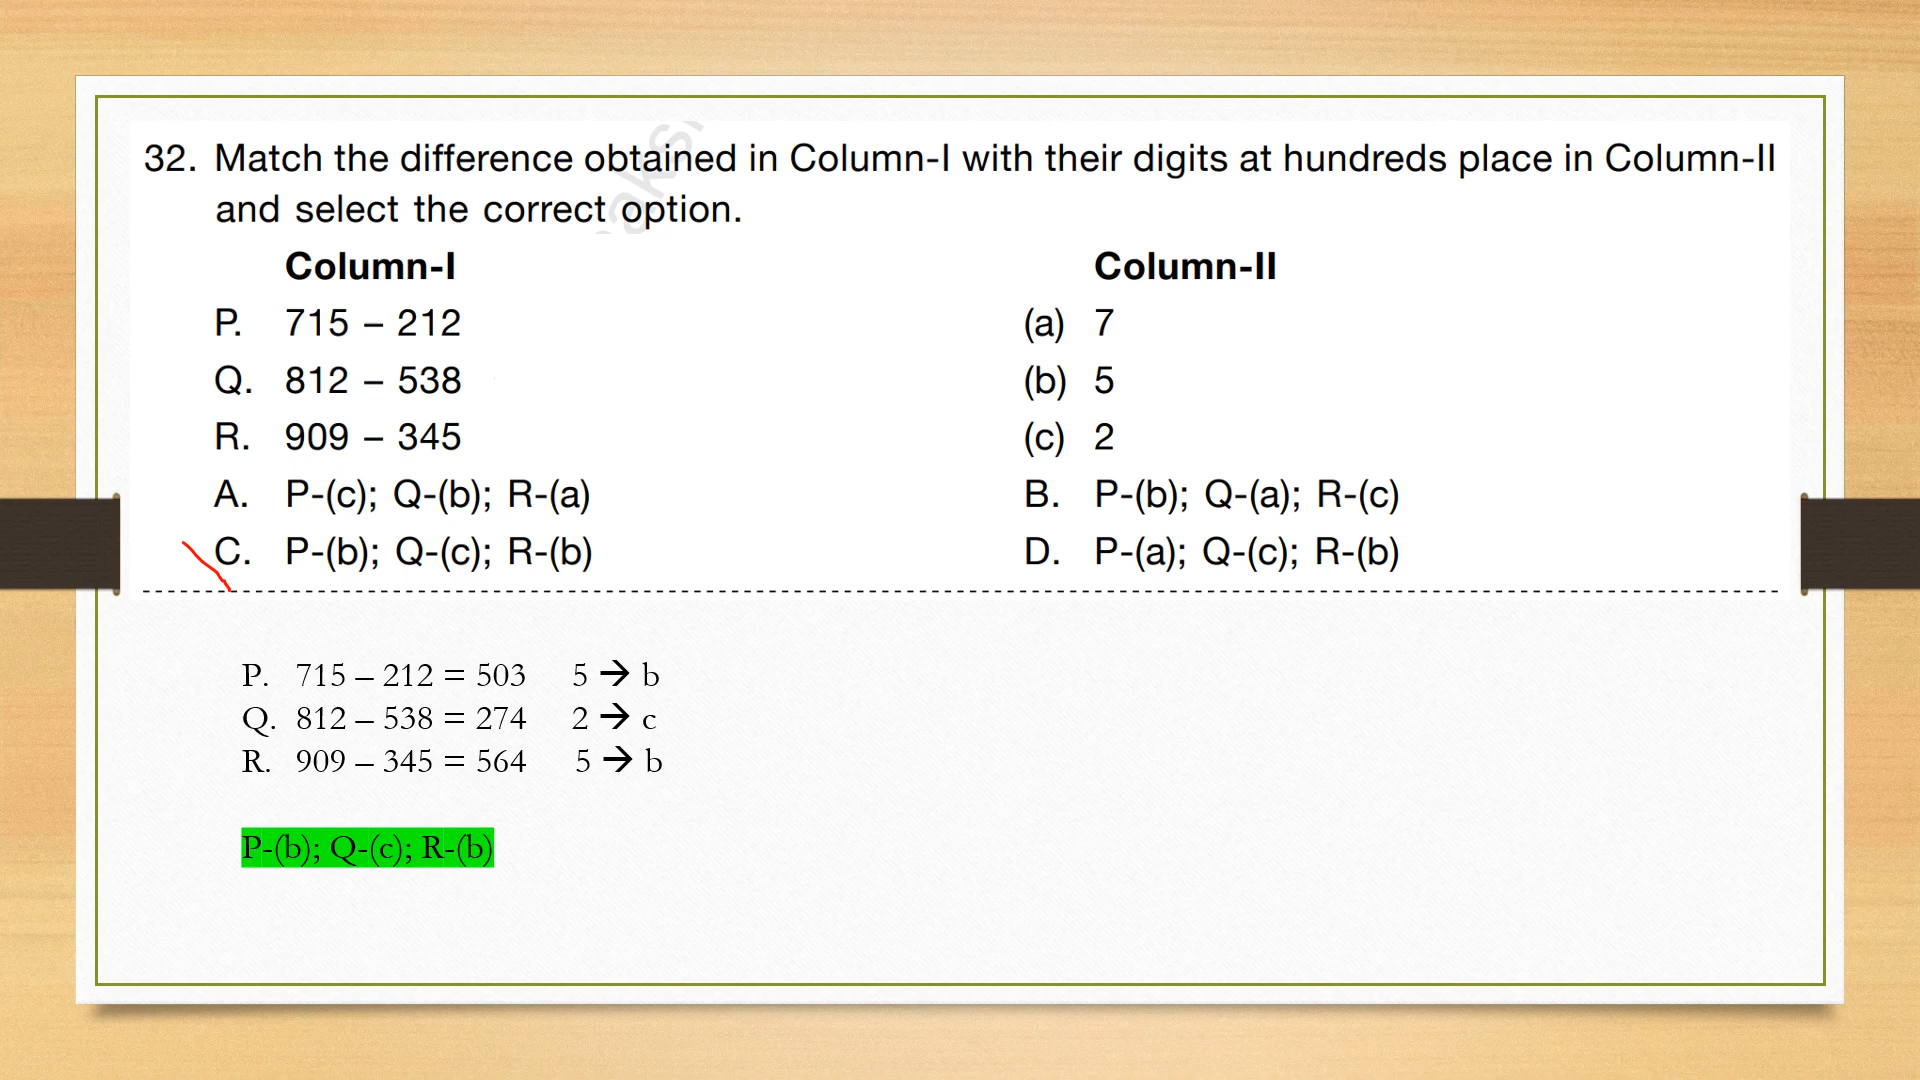 32. Match the difference obtained in Column-I with their digits at hundreds place in Column-II
and select the correct option.
Column-I Column-II
P. 715 – 212 (a) 7
Q. 812 – 538 (b) 5
R. 909 – 345 (c) 2
A. P-(c); Q-(b); R-(a) B. P-(b); Q-(a); R-(c)
C. P-(b); Q-(c); R-(b) D. P-(a); Q-(c); R-(b)
P. 715 – 212 = 503 5 → b
Q. 812 – 538 = 274 2 → c
R. 909 – 345 = 564 5 → b
P-(b); Q-(c); R-(b)